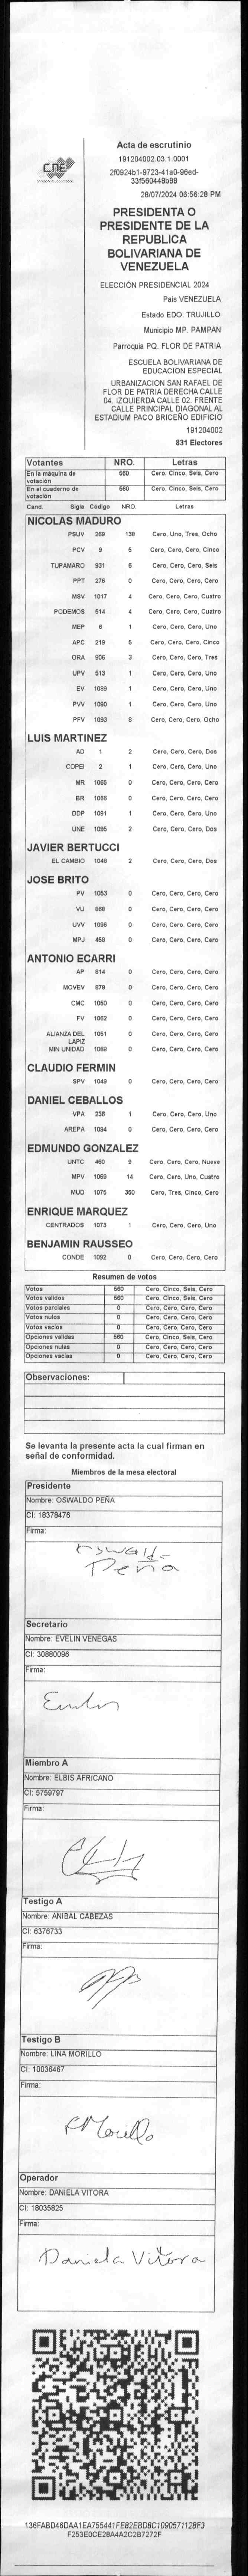 CNE
Acta de escrutinio
191204002.03.1.0001
2f0924b1-9723-41a0-96ed-
33f560448b88
28/07/2024 06:56:28 PM
PRESIDENTA O
PRESIDENTE DE LA
REPUBLICA
BOLIVARIANA DE
VENEZUELA
ELECCIÓN PRESIDENCIAL 2024
Pais VENEZUELA
Estado EDO. TRUJILLO
Municipio MP. PAMPAN
Parroquia PQ. FLOR DE PATRIA
ESCUELA BOLIVARIANA DE
EDUCACION ESPECIAL
URBANIZACION SAN RAFAEL DE
FLOR DE PATRIA DERECHA CALLE
04. IZQUIERDA CALLE 02. FRENTE
CALLE PRINCIPAL DIAGONAL AL
ESTADIUM PACO BRICEÑO EDIFICIO
191204002
831 Electores
Votantes NRO. Letras
En la máquina de votación 560 Cero, Cinco, Seis, Cero
En el cuaderno de votación 560 Cero, Cinco, Seis, Cero
Cand. Sigla Código NRO. Letras
NICOLAS MADURO
PSUV 269 138 Cero, Uno, Tres, Ocho
PCV 9 5 Cero, Cero, Cero, Cinco
TUPAMARO 931 6 Cero, Cero, Cero, Seis
PPT 276 0 Cero, Cero, Cero, Cero
MSV 1017 4 Cero, Cero, Cero, Cuatro
PODEMOS 514 4 Cero, Cero, Cero, Cuatro
MEP 6 1 Cero, Cero, Cero, Uno
APC 219 5 Cero, Cero, Cero, Cinco
ORA 906 3 Cero, Cero, Cero, Tres
UPV 513 1 Cero, Cero, Cero, Uno
EV 1089 1 Cero, Cero, Cero, Uno
PVV 1090 1 Cero, Cero, Cero, Uno
PFV 1093 8 Cero, Cero, Cero, Ocho
LUIS MARTINEZ
AD 1 2 Cero, Cero, Cero, Dos
COPEI 2 1 Cero, Cero, Cero, Uno
MR 1065 0 Cero, Cero, Cero, Cero
BR 1066 0 Cero, Cero, Cero, Cero
DDP 1091 1 Cero, Cero, Cero, Uno
UNE 1095 2 Cero, Cero, Cero, Dos
JAVIER BERTUCCI
EL CAMBIO 1048 2 Cero, Cero, Cero, Dos
JOSE BRITO
PV 1053 0 Cero, Cero, Cero, Cero
VU 868 0 Cero, Cero, Cero, Cero
UVV 1096 0 Cero, Cero, Cero, Cero
MPJ 459 0 Cero, Cero, Cero, Cero
ANTONIO ECARRI
AP 814 0 Cero, Cero, Cero, Cero
MOVEV 878 0 Cero, Cero, Cero, Cero
CMC 1050 0 Cero, Cero, Cero, Cero
FV 1062 0 Cero, Cero, Cero, Cero
ALIANZA DEL LAPIZ 1051 0 Cero, Cero, Cero, Cero
MIN UNIDAD 1068 0 Cero, Cero, Cero, Cero
CLAUDIO FERMIN
SPV 1049 0 Cero, Cero, Cero, Cero
DANIEL CEBALLOS
VPA 236 1 Cero, Cero, Cero, Uno
AREPA 1094 0 Cero, Cero, Cero, Cero
EDMUNDO GONZALEZ
UNTC 460 9 Cero, Cero, Cero, Nueve
MPV 1069 14 Cero, Cero, Uno, Cuatro
MUD 1075 350 Cero, Tres, Cinco, Cero
ENRIQUE MARQUEZ
CENTRADOS 1073 1 Cero, Cero, Cero, Uno
BENJAMIN RAUSSEO
CONDE 1092 0 Cero, Cero, Cero, Cero
Resumen de votos
Votos 560 Cero, Cinco, Seis, Cero
Votos validos 560 Cero, Cinco, Seis, Cero
Votos parciales 0 Cero, Cero, Cero, Cero
Votos nulos 0 Cero, Cero, Cero, Cero
Votos vacios 0 Cero, Cero, Cero, Cero
Opciones validas 560 Cero, Cinco, Seis, Cero
Opciones nulas 0 Cero, Cero, Cero, Cero
Opciones vacias 0 Cero, Cero, Cero, Cero
Observaciones:
Se levanta la presente acta la cual firman en
señal de conformidad.
Miembros de la mesa electoral
Presidente
Nombre: OSWALDO PEÑA
CI: 18378476
Firma:
Peña
Secretario
Nombre: EVELIN VENEGAS
CI: 30880096
Firma:
Miembro A
Nombre: ELBIS AFRICANO
CI: 5759797
Firma:
Testigo A
Nombre: ANIBAL CABEZAS
CI: 6376733
Firma:
Testigo B
Nombre: LINA MORILLO
CI: 10038467
Firma:
Operador
Nombre: DANIELA VITORA
CI: 18035825
Firma:
Daniela Vitora
136FABD46DAA1EA755441FE82E8D8C1090571128F3
F253E0CE28A4A2C2B7272F